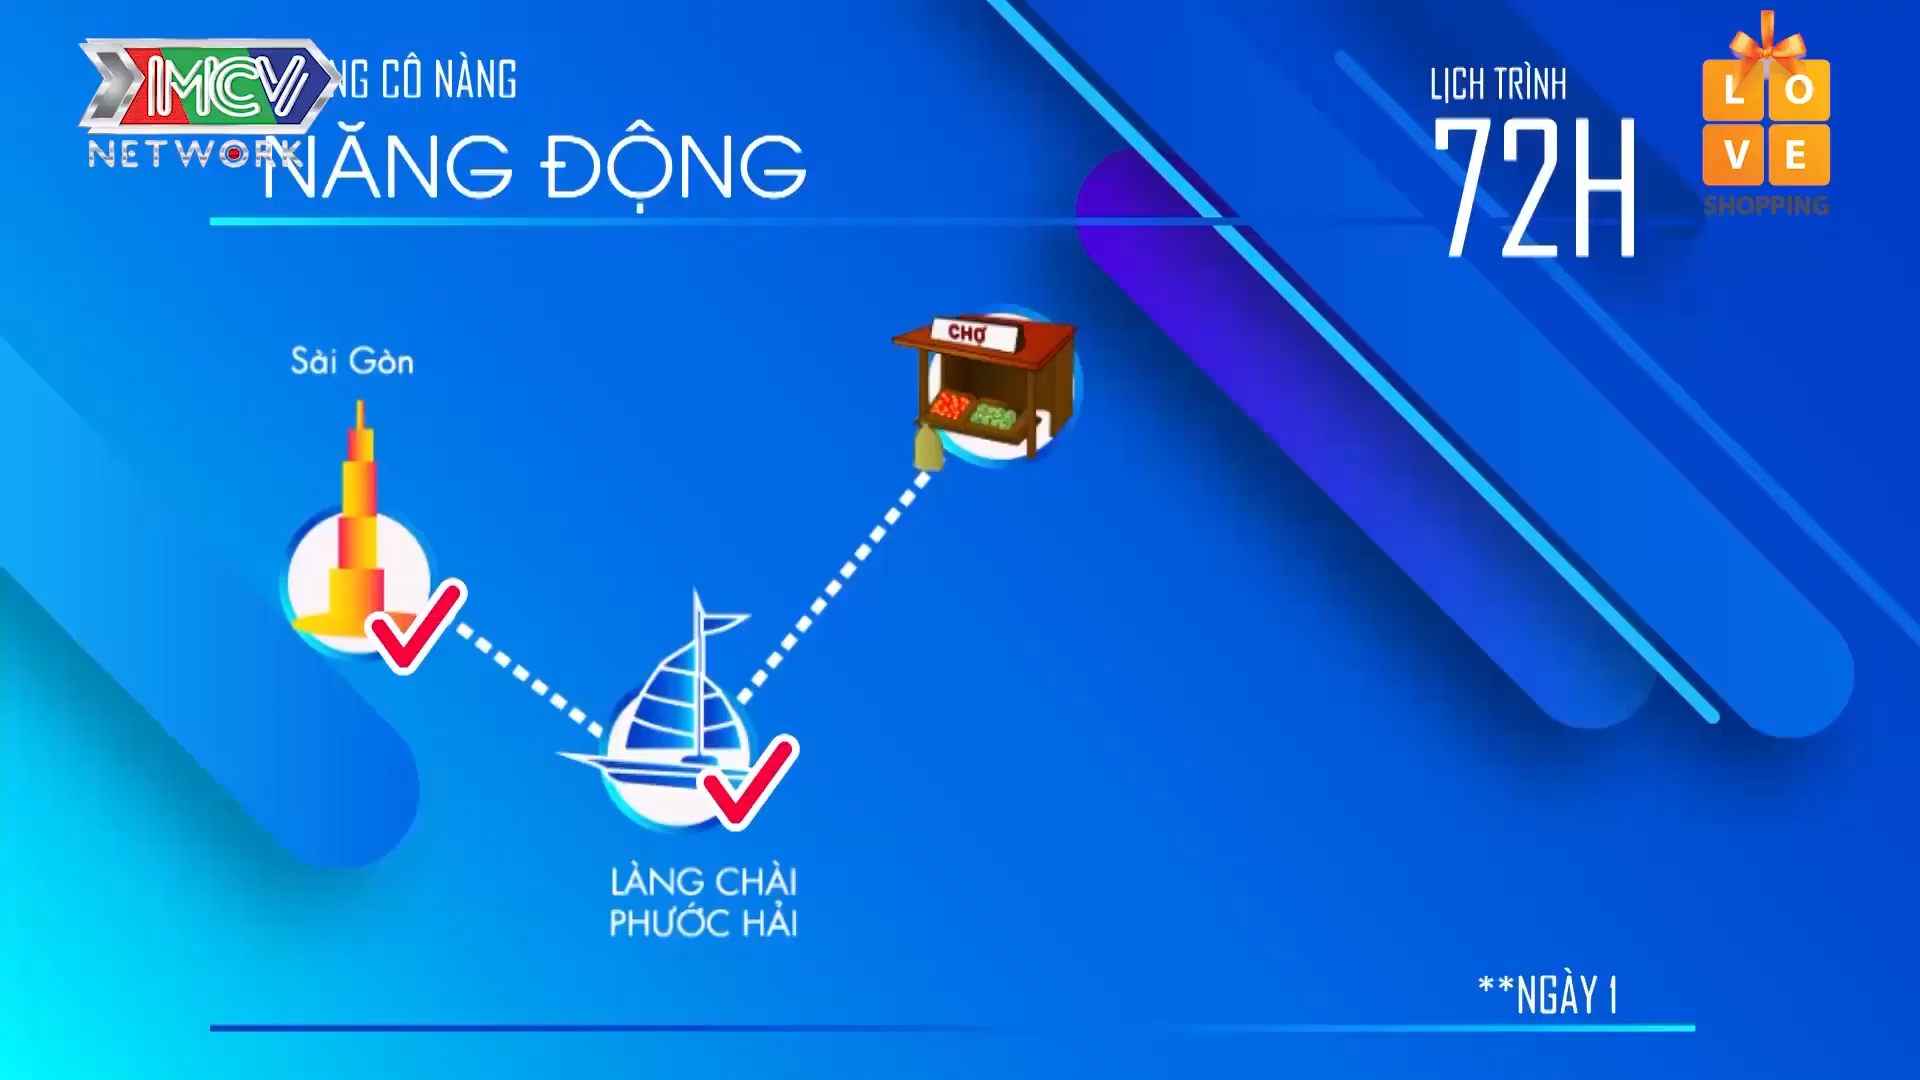 MCV
NETWORK
CÔ NÀNG
NĂNG ĐỘNG
LỊCH TRÌNH
72H
LOVE
SHOPPING
CHỢ
Sài Gòn
LÀNG CHÀI
PHƯỚC HẢI
**NGÀY 1